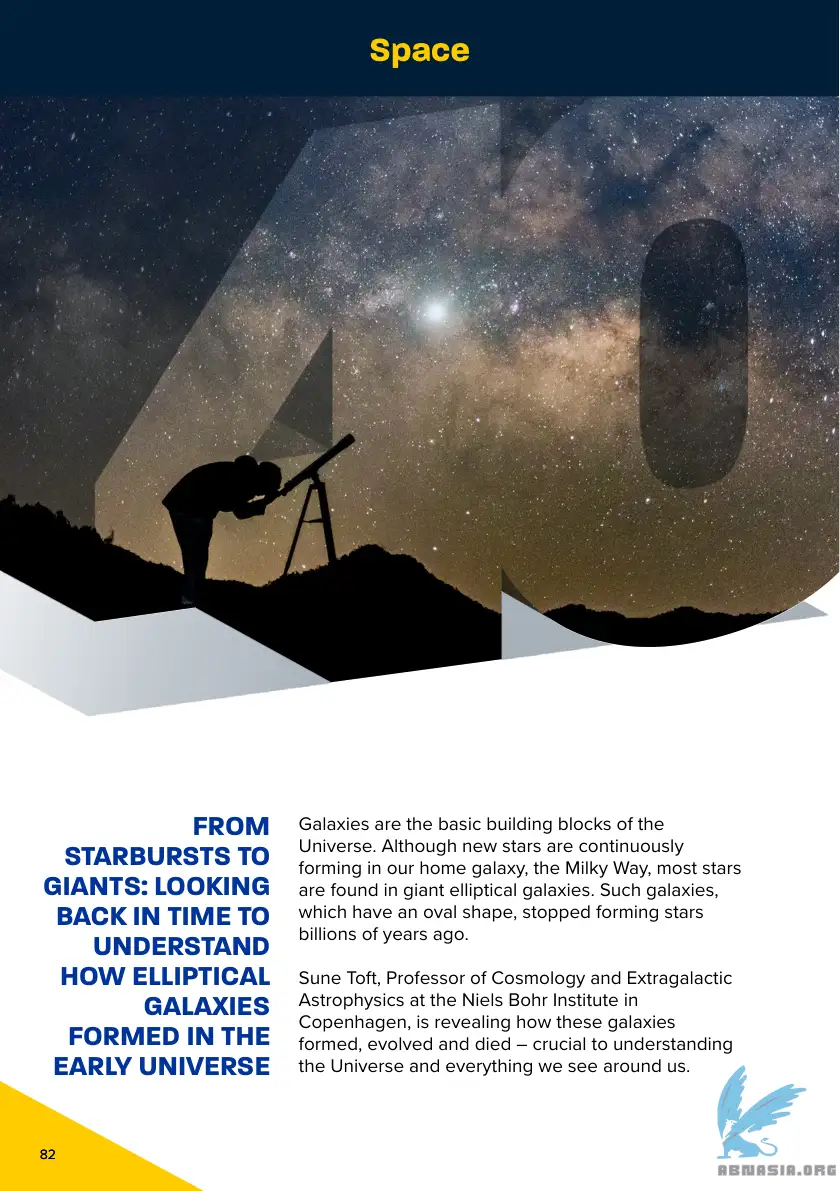 Space
40
FROM
STARBURSTS TO
GIANTS: LOOKING
BACK IN TIME TO
UNDERSTAND
HOW ELLIPTICAL
GALAXIES
FORMED IN THE
EARLY UNIVERSE
Galaxies are the basic building blocks of the
Universe. Although new stars are continuously
forming in our home galaxy, the Milky Way, most stars
are found in giant elliptical galaxies. Such galaxies,
which have an oval shape, stopped forming stars
billions of years ago.
Sune Toft, Professor of Cosmology and Extragalactic
Astrophysics at the Niels Bohr Institute in
Copenhagen, is revealing how these galaxies
formed, evolved and died – crucial to understanding
the Universe and everything we see around us.
82
ABNASIA.ORG